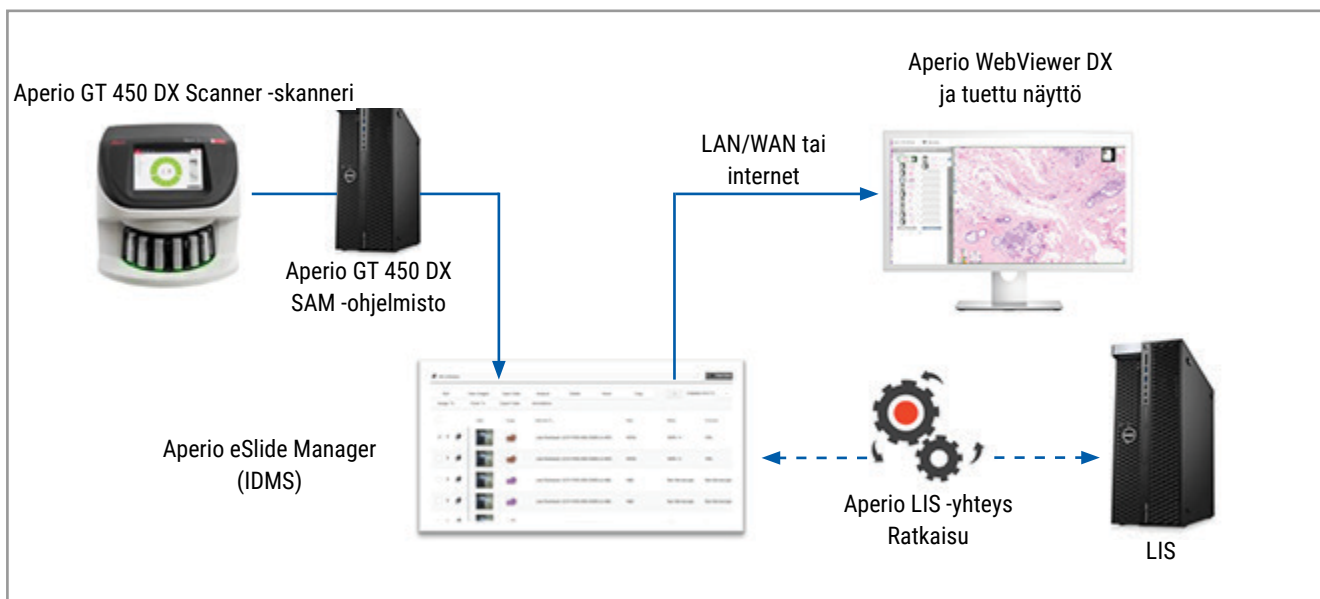 Aperio GT 450 DX Scanner -skanneri
Aperio GT 450 DX
SAM -ohjelmisto
LAN/WAN tai
internet
Aperio WebViewer DX
ja tuettu näyttö
Aperio eSlide Manager
(IDMS)
Aperio LIS -yhteys
Ratkaisu
LIS